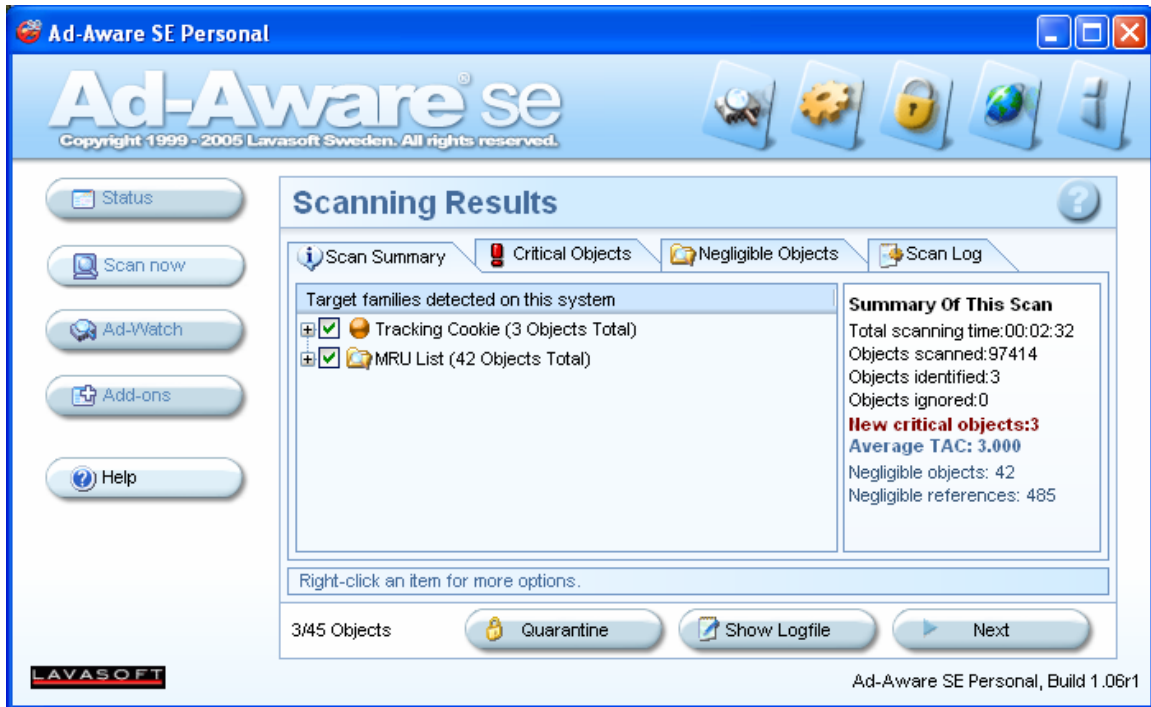 Ad-Aware SE Personal
Ad-Aware® se
Copyright 1999 - 2005 Lavasoft Sweden. All rights reserved.
Status
Scan now
Ad-Watch
Add-ons
Help
Scanning Results
?
Scan Summary
Critical Objects
Negligible Objects
Scan Log
Target families detected on this system
Tracking Cookie (3 Objects Total)
MRU List (42 Objects Total)
Summary Of This Scan
Total scanning time:00:02:32
Objects scanned:97414
Objects identified:3
Objects ignored:0
New critical objects:3
Average TAC: 3.000
Negligible objects: 42
Negligible references: 485
Right-click an item for more options.
3/45 Objects
Quarantine
Show Logfile
Next
LAVASOFT
Ad-Aware SE Personal, Build 1.06r1